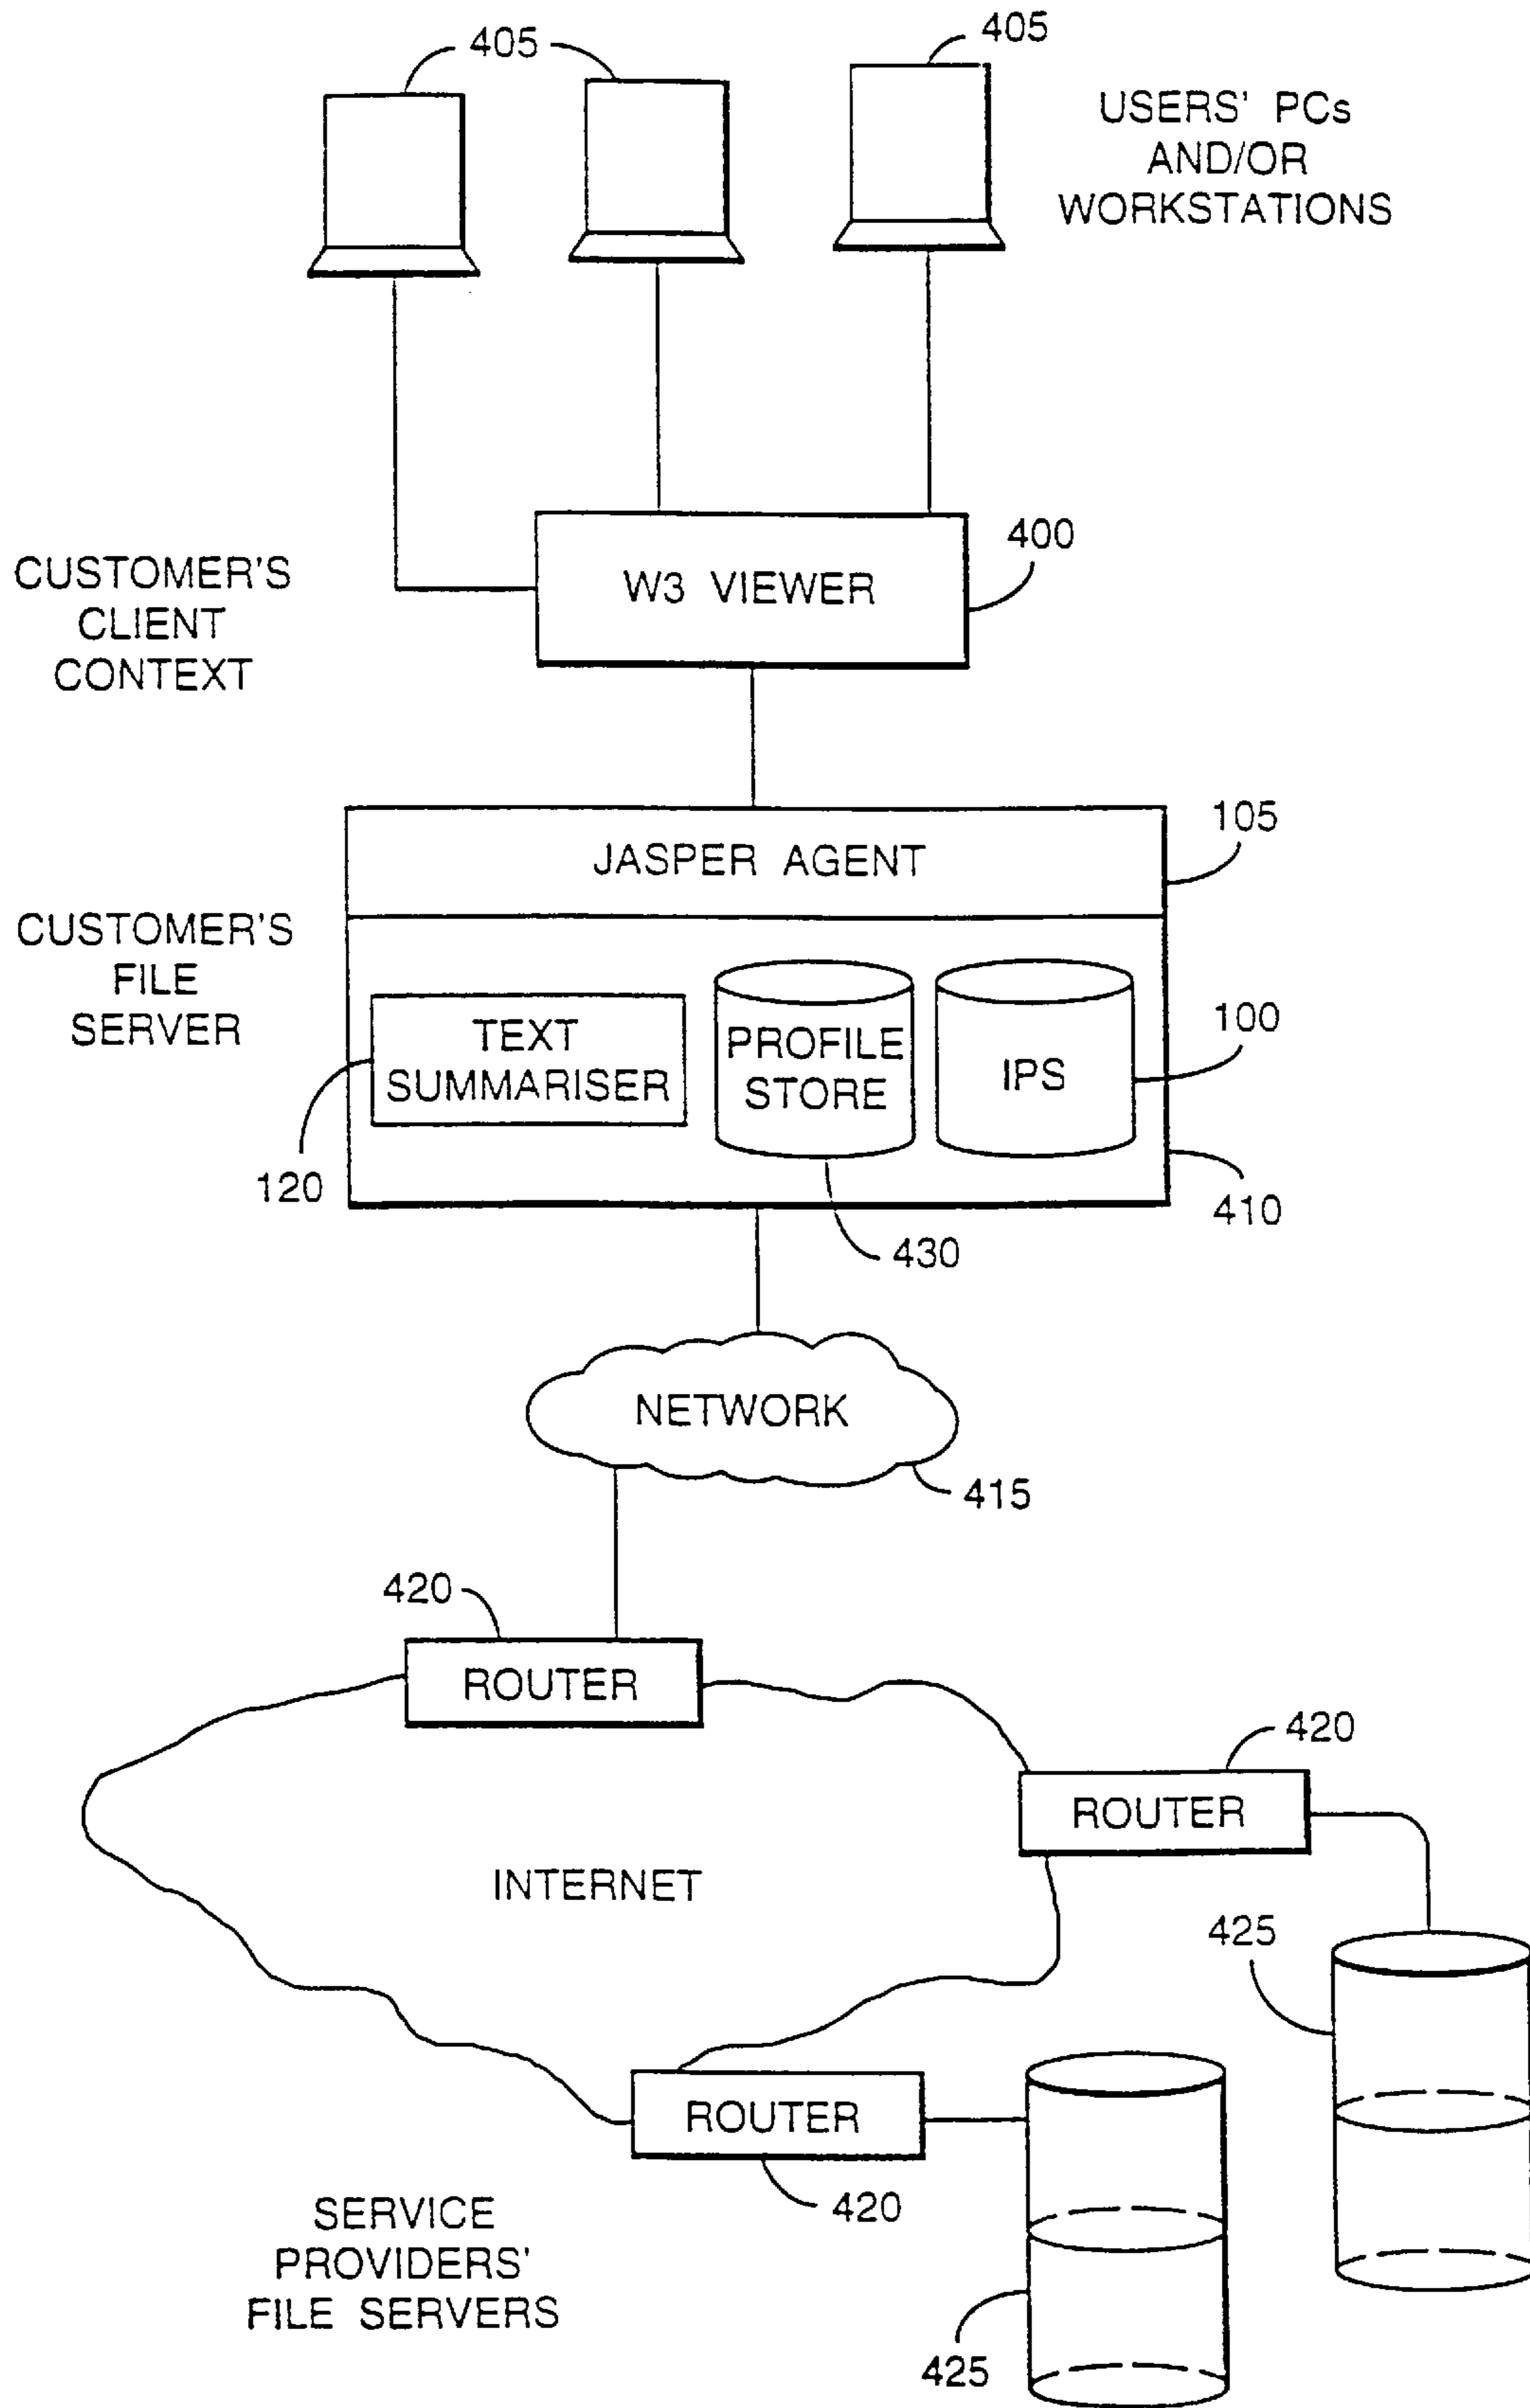 405
405
USERS' PCs
AND/OR
WORKSTATIONS
400
CUSTOMER'S
CLIENT
CONTEXT
W3 VIEWER
105
JASPER AGENT
CUSTOMER'S
FILE
SERVER
TEXT
SUMMARISER
PROFILE
STORE
IPS
100
120
410
430
NETWORK
415
420
ROUTER
420
ROUTER
INTERNET
425
ROUTER
420
SERVICE
PROVIDERS'
FILE SERVERS
425